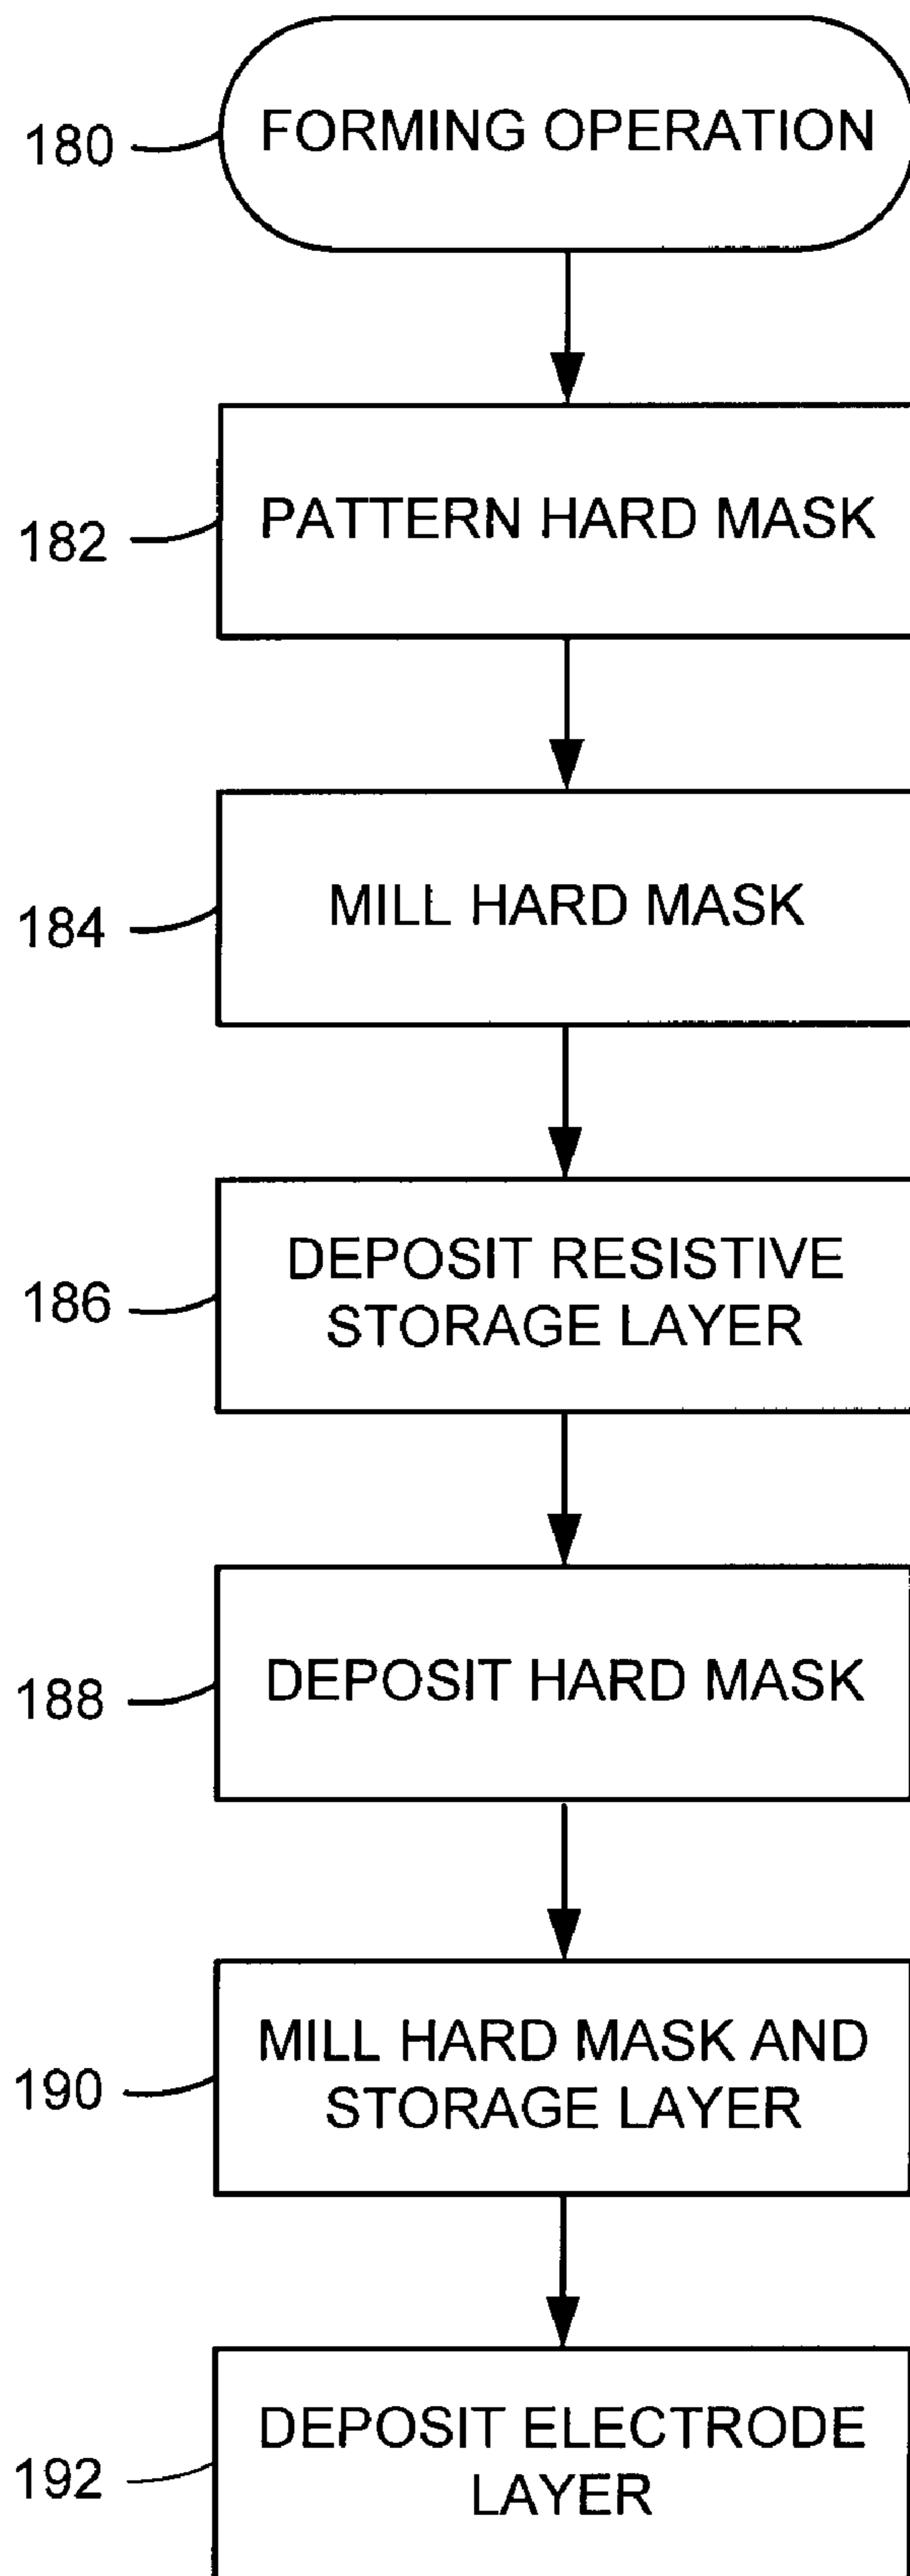 180
FORMING OPERATION
182
PATTERN HARD MASK
184
MILL HARD MASK
186
DEPOSIT RESISTIVE
STORAGE LAYER
188
DEPOSIT HARD MASK
190
MILL HARD MASK AND
STORAGE LAYER
192
DEPOSIT ELECTRODE
LAYER